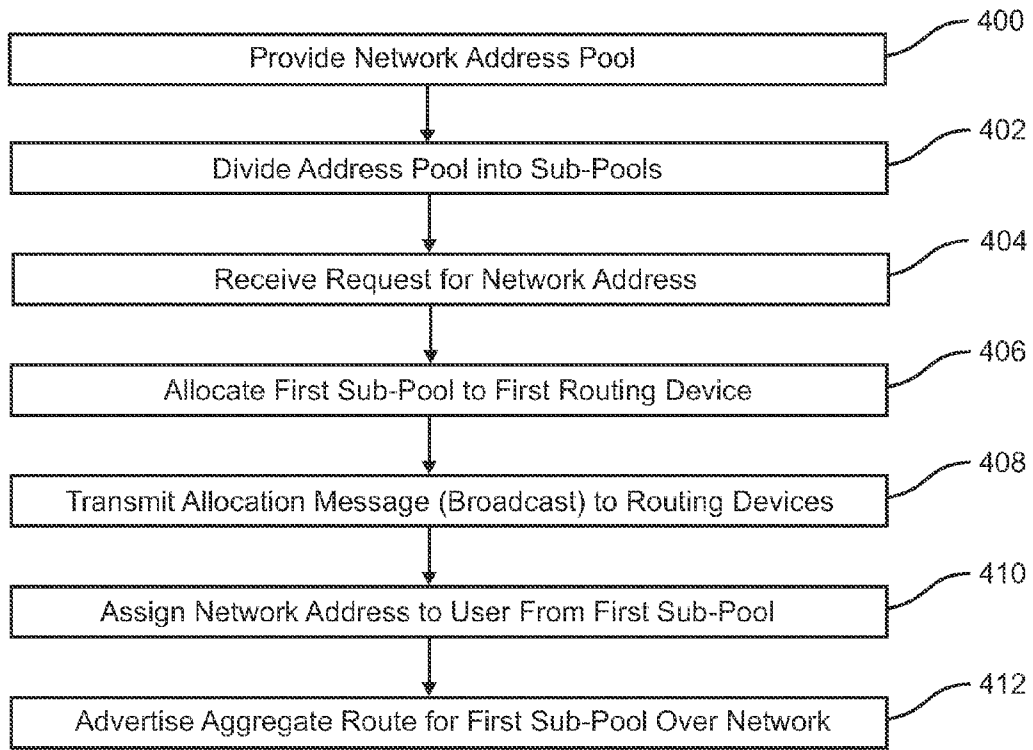 400
Provide Network Address Pool
402
Divide Address Pool into Sub-Pools
404
Receive Request for Network Address
406
Allocate First Sub-Pool to First Routing Device
408
Transmit Allocation Message (Broadcast) to Routing Devices
410
Assign Network Address to User From First Sub-Pool
412
Advertise Aggregate Route for First Sub-Pool Over Network